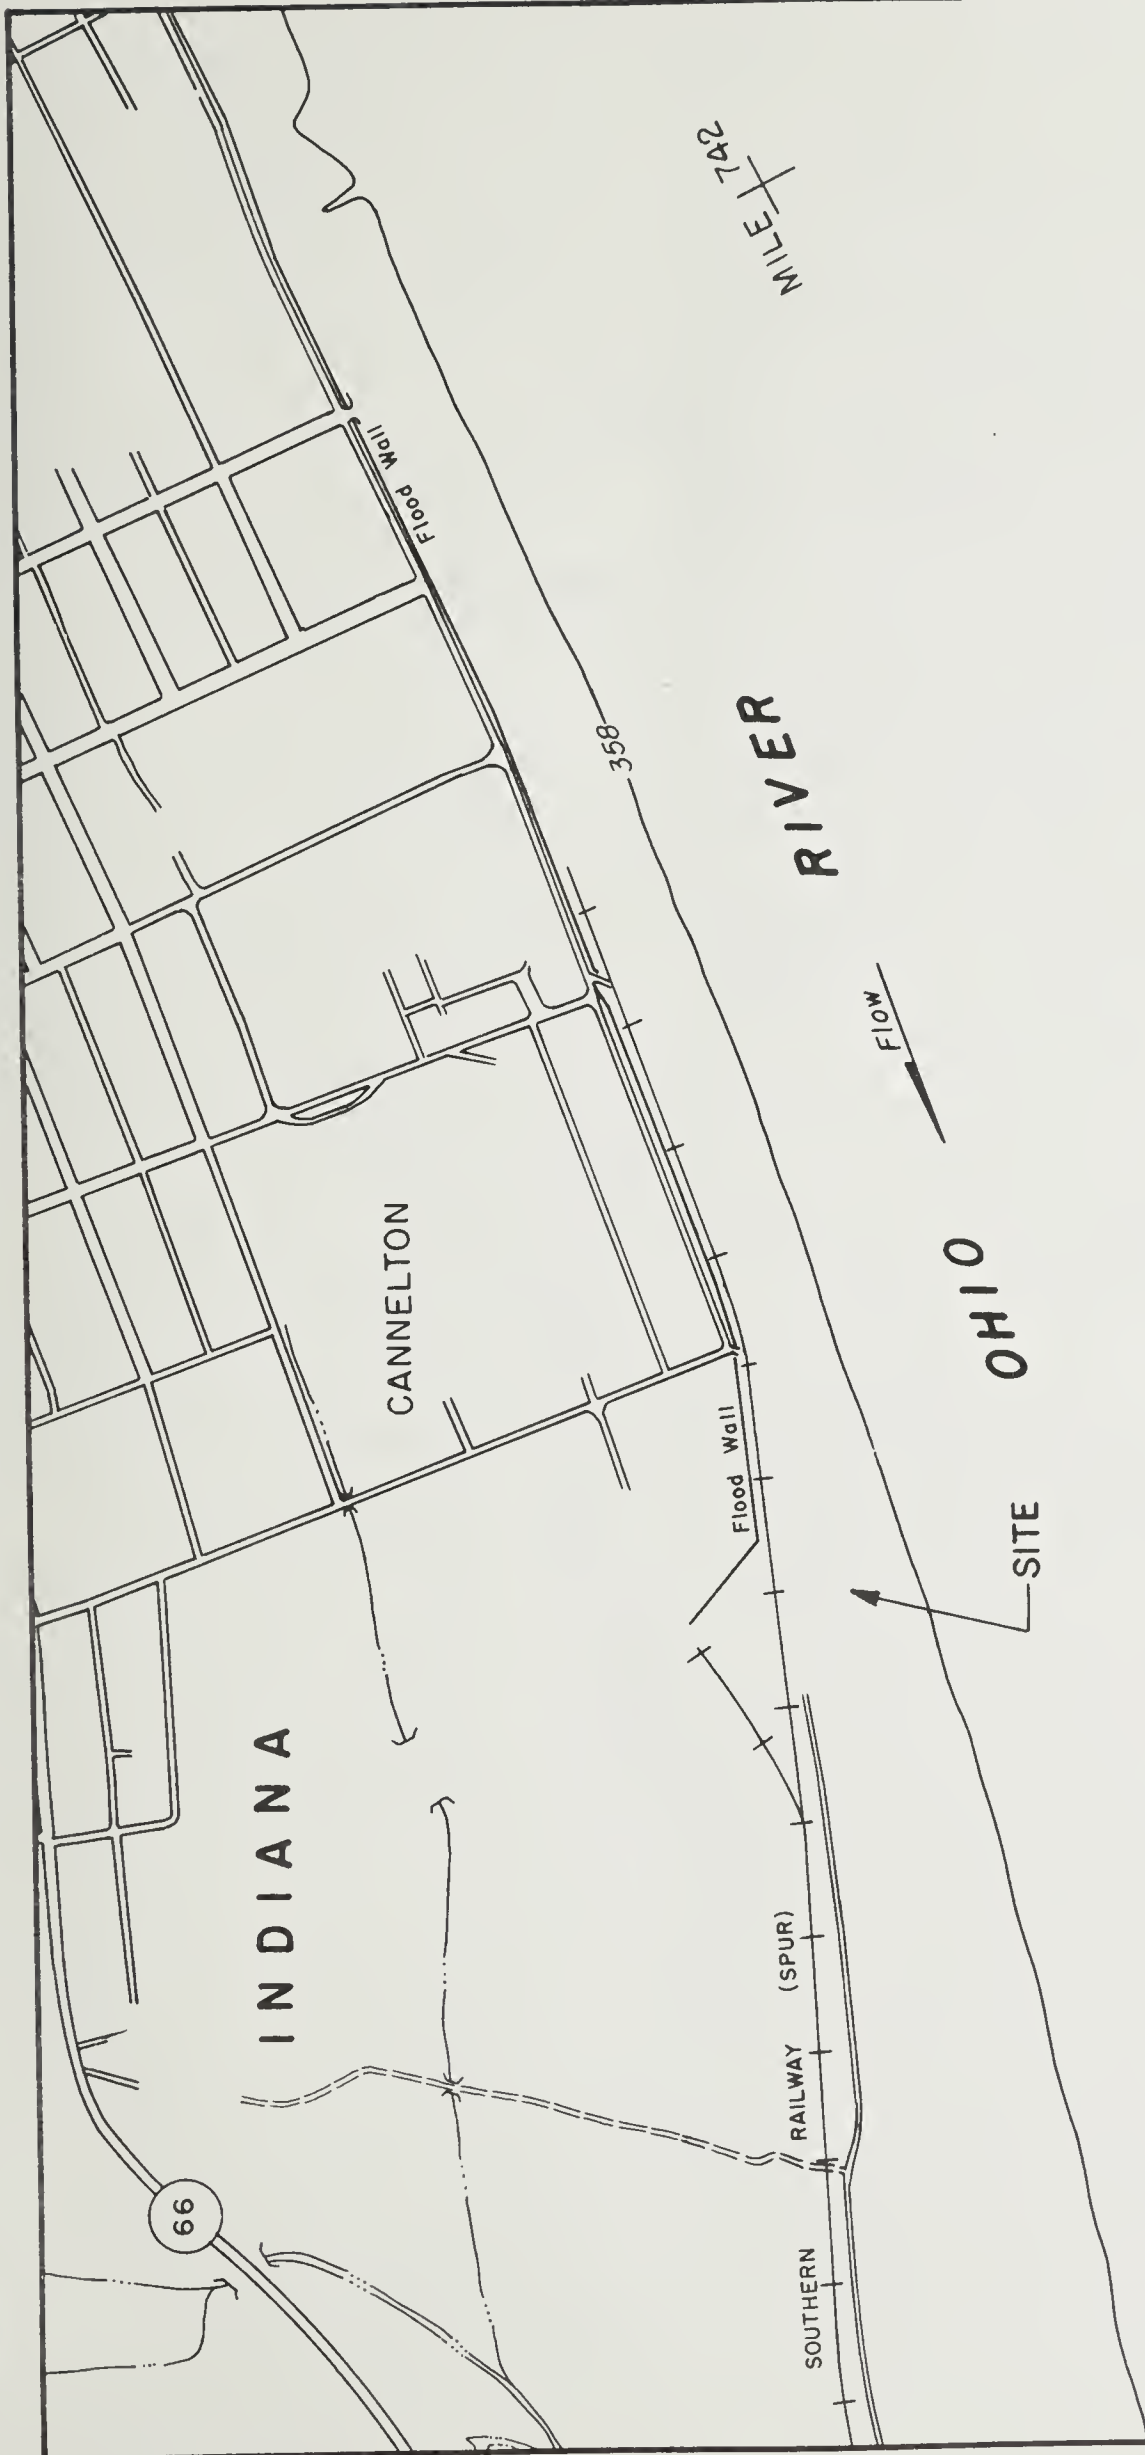 66
INDIANA
CANNELTON
Flood Wall
Flood Wall
SOUTHERN RAILWAY (SPUR)
358
SITE
OHIO RIVER
Flow
MILE 742